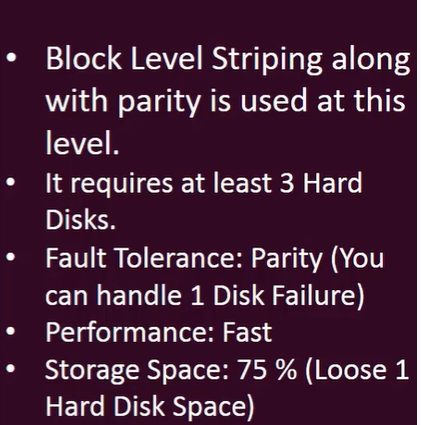 • Block Level Striping along
with parity is used at this
level.
• It requires at least 3 Hard
Disks.
• Fault Tolerance: Parity (You
can handle 1 Disk Failure)
• Performance: Fast
• Storage Space: 75 % (Loose 1
Hard Disk Space)